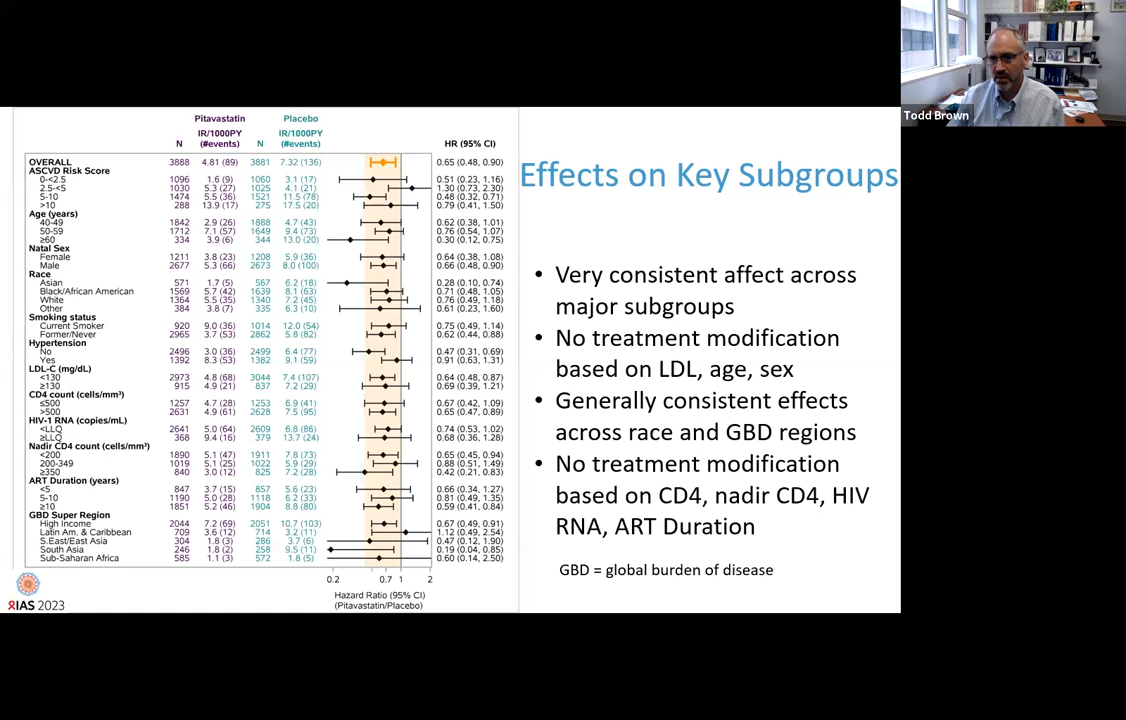 Todd Brown
Effects on Key Subgroups
Pitavastatin Placebo
IR/1000PY IR/1000PY
N (#events) N (#events) HR (95% CI)
OVERALL 3888 4.81 (89) 3881 7.32 (136) 0.65 (0.48, 0.90)
ASCVD Risk Score
0-<2.5 1096 1.6 (9) 1060 3.1 (17) 0.51 (0.23, 1.16)
2.5-<5 1030 5.3 (27) 1025 4.1 (21) 1.30 (0.73, 2.30)
5-10 1474 5.5 (36) 1521 11.5 (78) 0.48 (0.32, 0.71)
>10 288 13.9 (17) 275 17.5 (20) 0.79 (0.41, 1.50)
Age (years)
40-49 1842 2.9 (26) 1888 4.7 (43) 0.62 (0.38, 1.01)
50-59 1712 7.1 (57) 1649 9.4 (73) 0.76 (0.54, 1.07)
≥60 334 3.9 (6) 344 13.0 (20) 0.30 (0.12, 0.75)
Natal Sex
Female 1211 3.8 (23) 1208 5.9 (36) 0.64 (0.38, 1.08)
Male 2677 5.3 (66) 2673 8.0 (100) 0.66 (0.48, 0.90)
Race
Asian 571 1.7 (5) 567 6.2 (18) 0.28 (0.10, 0.74)
Black/African American 1569 5.7 (42) 1639 8.1 (63) 0.71 (0.48, 1.05)
White 1364 5.5 (35) 1340 7.2 (45) 0.76 (0.49, 1.18)
Other 384 3.8 (7) 335 6.3 (10) 0.61 (0.23, 1.60)
Smoking status
Current Smoker 920 9.0 (36) 1014 12.0 (54) 0.75 (0.49, 1.14)
Former/Never 2965 3.7 (53) 2862 5.8 (82) 0.62 (0.44, 0.88)
Hypertension
No 2496 3.0 (36) 2499 6.4 (77) 0.47 (0.31, 0.69)
Yes 1392 8.3 (53) 1382 9.1 (59) 0.91 (0.63, 1.31)
LDL-C (mg/dL)
<130 2973 4.8 (68) 3044 7.4 (107) 0.64 (0.48, 0.87)
≥130 915 4.9 (21) 837 7.2 (29) 0.69 (0.39, 1.21)
CD4 count (cells/mm³)
≤500 1257 4.7 (28) 1253 6.9 (41) 0.67 (0.42, 1.09)
>500 2631 4.9 (61) 2628 7.5 (95) 0.65 (0.47, 0.89)
HIV-1 RNA (copies/mL)
<LLQ 2641 5.0 (64) 2609 6.8 (86) 0.74 (0.53, 1.02)
≥LLQ 368 9.4 (16) 379 13.7 (24) 0.68 (0.36, 1.28)
Nadir CD4 count (cells/mm³)
<200 1890 5.1 (47) 1911 7.8 (73) 0.65 (0.45, 0.94)
200-349 1019 5.1 (25) 1022 5.9 (29) 0.88 (0.51, 1.49)
≥350 840 3.0 (12) 825 7.2 (28) 0.42 (0.21, 0.83)
ART Duration (years)
<5 847 3.7 (15) 857 5.6 (23) 0.66 (0.34, 1.27)
5-10 1190 5.0 (28) 1118 6.2 (33) 0.81 (0.49, 1.35)
≥10 1851 5.2 (46) 1904 8.8 (80) 0.59 (0.41, 0.84)
GBD Super Region
High Income 2044 7.2 (69) 2051 10.7 (103) 0.67 (0.49, 0.91)
Latin Am. & Caribbean 709 3.6 (12) 714 3.2 (11) 1.12 (0.49, 2.54)
S.East/East Asia 304 1.8 (3) 286 3.7 (6) 0.47 (0.12, 1.90)
South Asia 246 1.8 (2) 258 9.5 (11) 0.19 (0.04, 0.85)
Sub-Saharan Africa 585 1.1 (3) 572 1.8 (5) 0.60 (0.14, 2.50)
0.2 0.7 1 2
Hazard Ratio (95% CI)
(Pitavastatin/Placebo)
IAS 2023
• Very consistent affect across
major subgroups
• No treatment modification
based on LDL, age, sex
• Generally consistent effects
across race and GBD regions
• No treatment modification
based on CD4, nadir CD4, HIV
RNA, ART Duration
GBD = global burden of disease